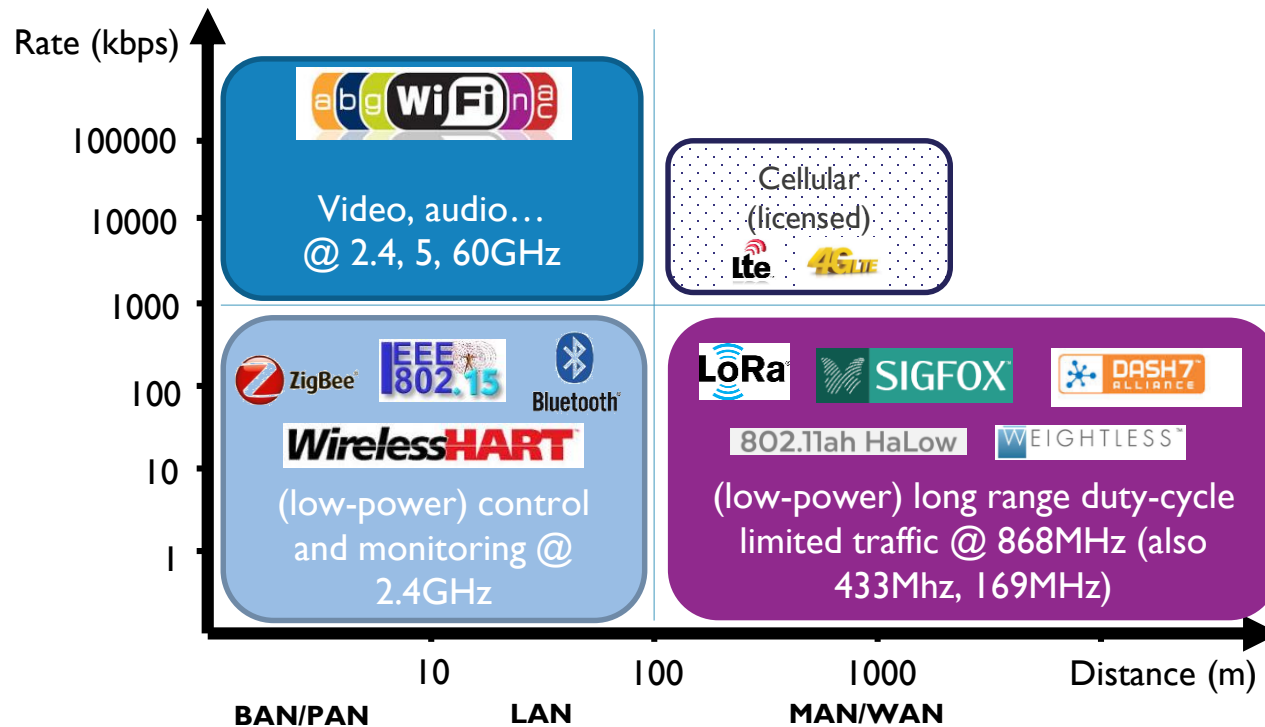 Rate (kbps)
100000
10000
1000
100
10
1
a b g WiFi n ac
Video, audio…
@ 2.4, 5, 60GHz
Cellular
(licensed)
lte 4G LTE
ZigBee
IEEE
802.15
Bluetooth
WirelessHART
(low-power) control
and monitoring @
2.4GHz
LoRa SIGFOX DASH7
ALLIANCE
802.11ah HaLow WEIGHTLESS™
(low-power) long range duty-cycle
limited traffic @ 868MHz (also
433Mhz, 169MHz)
10 100 1000 Distance (m)
BAN/PAN LAN MAN/WAN